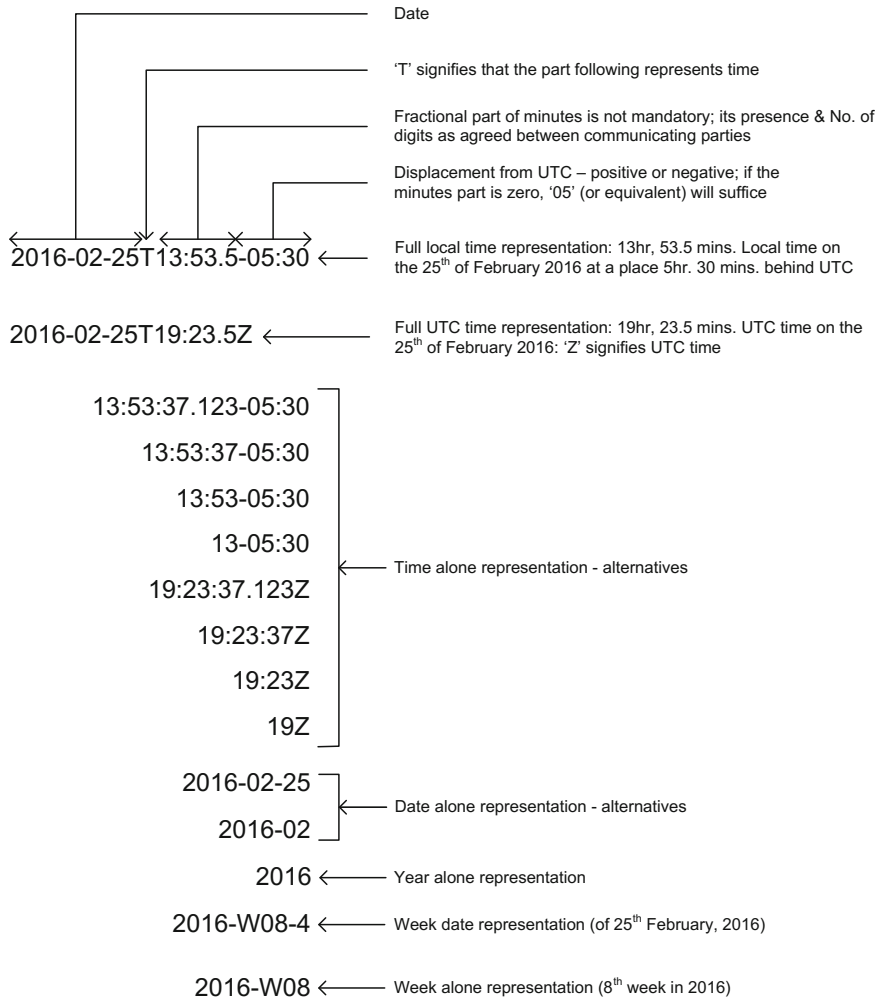 Date
‘T’ signifies that the part following represents time
Fractional part of minutes is not mandatory; its presence & No. of
digits as agreed between communicating parties
Displacement from UTC – positive or negative; if the
minutes part is zero, ‘05’ (or equivalent) will suffice
2016-02-25T13:53.5-05:30
Full local time representation: 13hr, 53.5 mins. Local time on
the 25th of February 2016 at a place 5hr. 30 mins. behind UTC
2016-02-25T19:23.5Z
Full UTC time representation: 19hr, 23.5 mins. UTC time on the
25th of February 2016: ‘Z’ signifies UTC time
13:53:37.123-05:30
13:53:37-05:30
13:53-05:30
13-05:30
Time alone representation - alternatives
19:23:37.123Z
19:23:37Z
19:23Z
19Z
2016-02-25
Date alone representation - alternatives
2016-02
2016
Year alone representation
2016-W08-4
Week date representation (of 25th February, 2016)
2016-W08
Week alone representation (8th week in 2016)